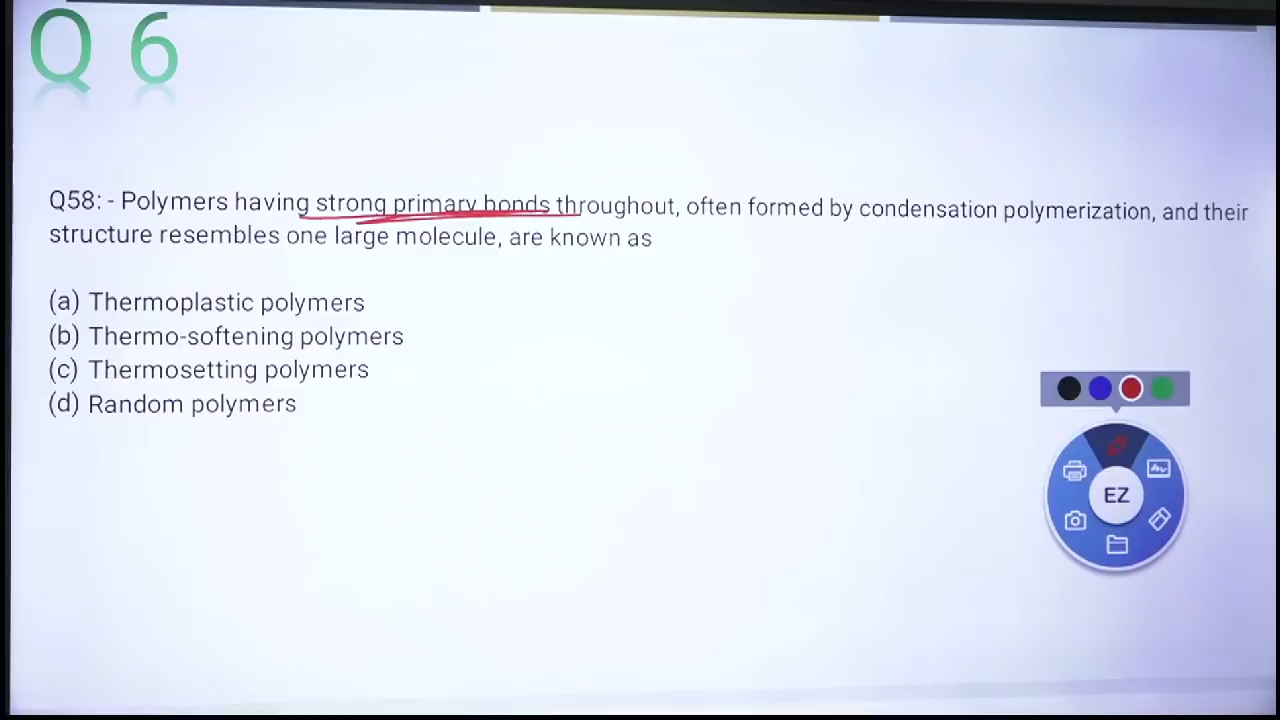 Q 6
Q58: - Polymers having strong primary bonds throughout, often formed by condensation polymerization, and their
structure resembles one large molecule, are known as
(a) Thermoplastic polymers
(b) Thermo-softening polymers
(c) Thermosetting polymers
(d) Random polymers
EZ